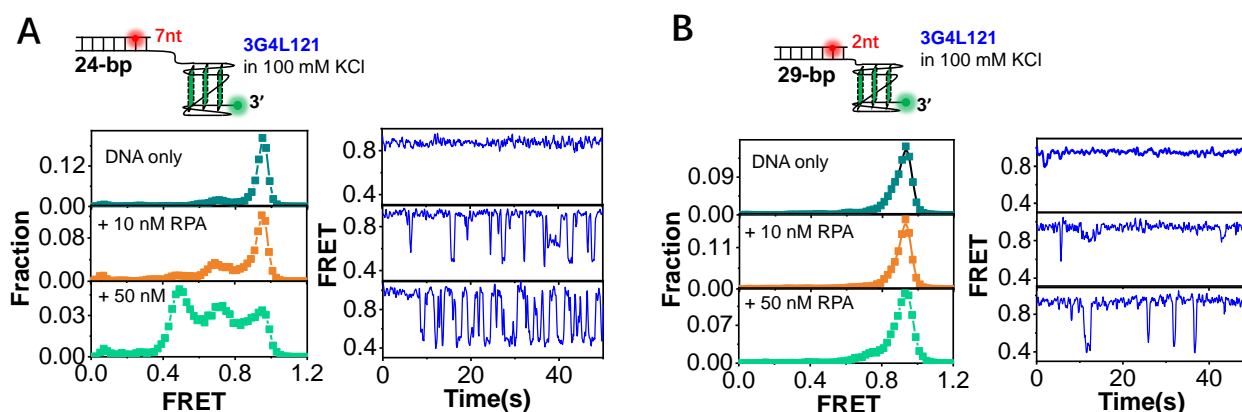 A
7nt
24-bp
3′
3G4L121
in 100 mM KCl
DNA only
+ 10 nM RPA
+ 50 nM
0.12
0.00
0.08
0.00
0.03
0.00
Fraction
0.0 0.4 0.8 1.2
FRET
0.8
0.4
0.8
0.4
0.8
0.4
FRET
0 20 40
Time(s)
B
2nt
29-bp
3′
3G4L121
in 100 mM KCl
DNA only
+ 10 nM RPA
+ 50 nM RPA
0.09
0.00
0.11
0.00
0.07
0.00
Fraction
0.0 0.4 0.8 1.2
FRET
0.8
0.4
0.8
0.4
0.8
0.4
FRET
0 20 40
Time(s)